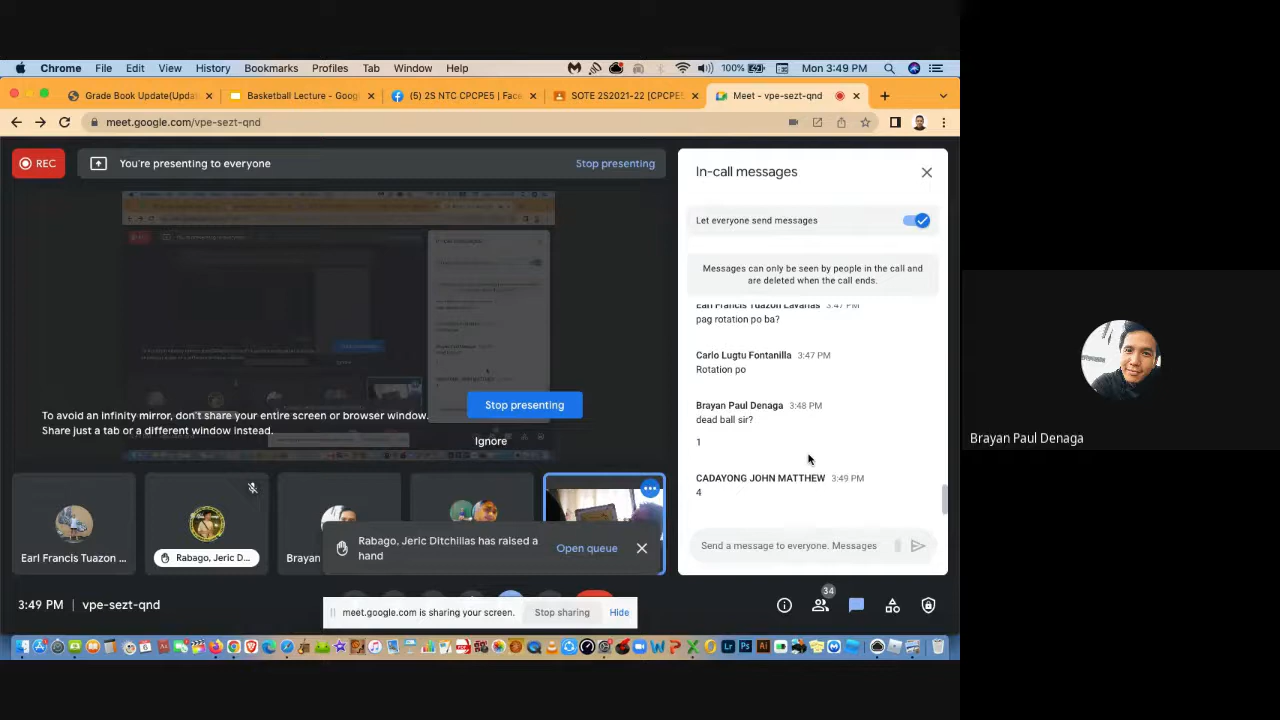 Chrome File Edit View History Bookmarks Profiles Tab Window Help 100% Mon 3:49 PM
Grade Book Update(Updat
Basketball Lecture - Goog
(5) 2S NTC CPCPE5 | Face
SOTE 2S2021-22 [CPCPE5
Meet - vpe-sezt-qnd
meet.google.com/vpe-sezt-qnd
REC
You're presenting to everyone
Stop presenting
To avoid an infinity mirror, don't share your entire screen or browser window.
Share just a tab or a different window instead.
Stop presenting
Ignore
Earl Francis Tuazon ...
Rabago, Jeric D...
Brayan
Rabago, Jeric Ditchillas has raised a
hand
Open queue
3:49 PM | vpe-sezt-qnd
meet.google.com is sharing your screen.
Stop sharing
Hide
34
In-call messages
Let everyone send messages
Messages can only be seen by people in the call and
are deleted when the call ends.
Earl Francis Tuazon Lavarias 3:47 PM
pag rotation po ba?
Carlo Lugtu Fontanilla 3:47 PM
Rotation po
Brayan Paul Denaga 3:48 PM
dead ball sir?
1
CADAYONG JOHN MATTHEW 3:49 PM
4
Send a message to everyone. Messages
Brayan Paul Denaga